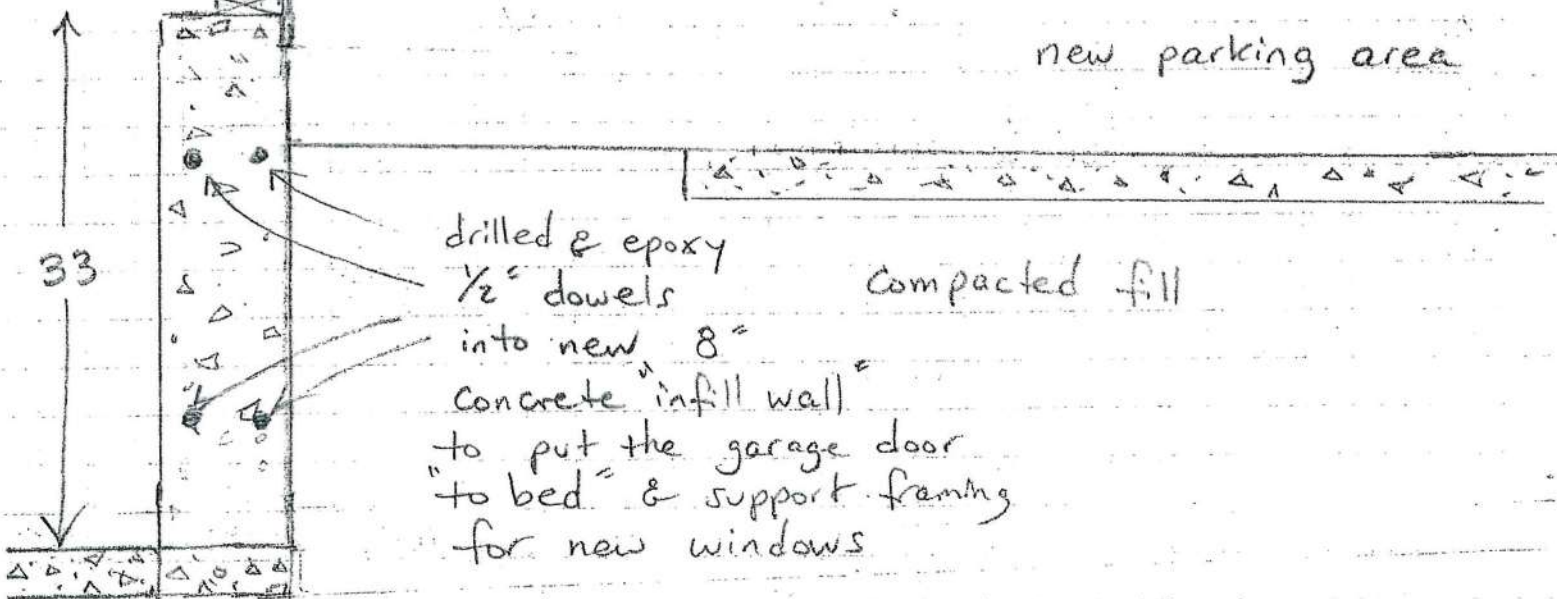 new parking area
33
drilled & epoxy
1/2" dowels
into new 8"
concrete "infill wall"
to put the garage door
"to bed" & support framing
for new windows
compacted fill